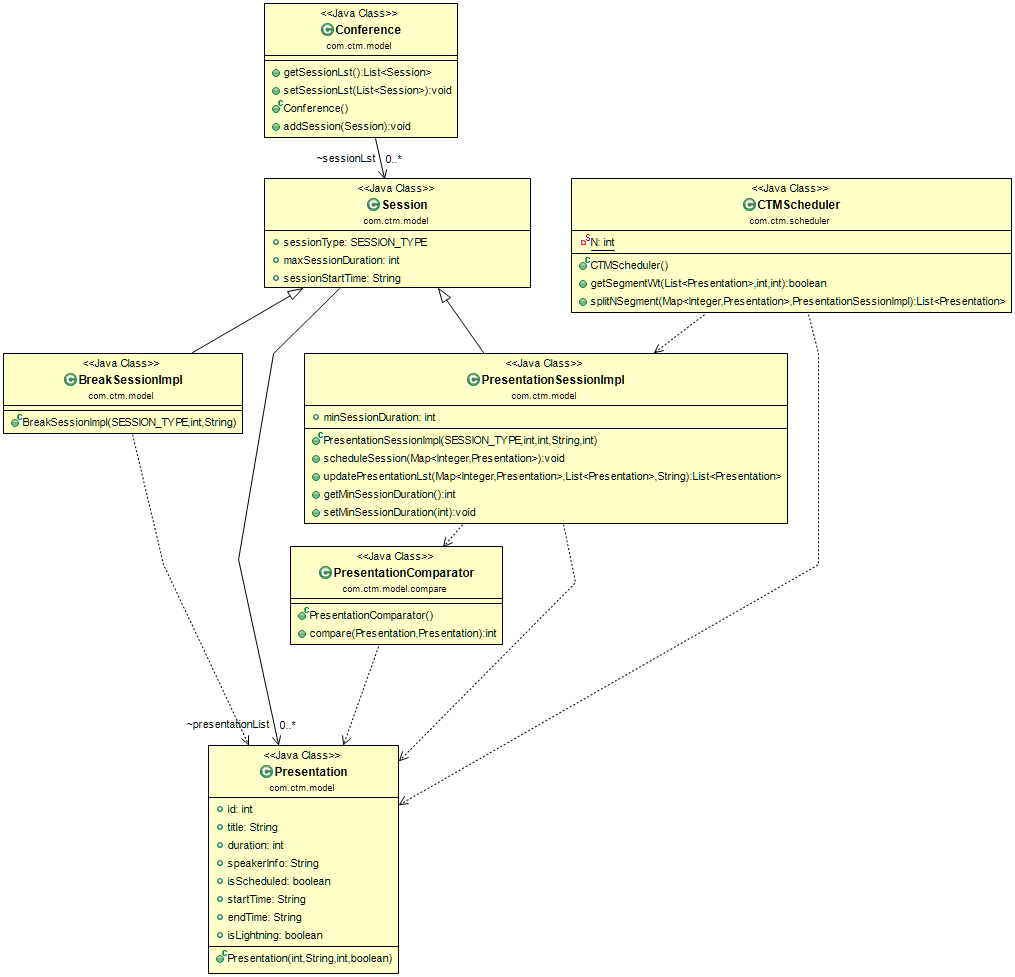 <<Java Class>>
Conference
com.ctm.model
getSessionLst():List<Session>
setSessionLst(List<Session>):void
Conference()
addSession(Session):void
~sessionLst 0..*
<<Java Class>>
Session
com.ctm.model
sessionType: SESSION_TYPE
maxSessionDuration: int
sessionStartTime: String
<<Java Class>>
CTMScheduler
com.ctm.scheduler
N: int
CTMScheduler()
getSegmentWt(List<Presentation>,int,int):boolean
splitNSegment(Map<Integer,Presentation>,PresentationSessionImpl):List<Presentation>
<<Java Class>>
BreakSessionImpl
com.ctm.model
BreakSessionImpl(SESSION_TYPE,int,String)
<<Java Class>>
PresentationSessionImpl
com.ctm.model
minSessionDuration: int
PresentationSessionImpl(SESSION_TYPE,int,int,String,int)
scheduleSession(Map<Integer,Presentation>):void
updatePresentationLst(Map<Integer,Presentation>,List<Presentation>,String):List<Presentation>
getMinSessionDuration():int
setMinSessionDuration(int):void
<<Java Class>>
PresentationComparator
com.ctm.model.compare
PresentationComparator()
compare(Presentation,Presentation):int
~presentationList 0..*
<<Java Class>>
Presentation
com.ctm.model
id: int
title: String
duration: int
speakerInfo: String
isScheduled: boolean
startTime: String
endTime: String
isLightning: boolean
Presentation(int,String,int,boolean)